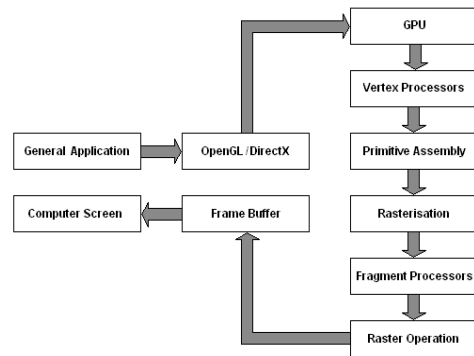 GPU
Vertex Processors
General Application
OpenGL/DirectX
Primitive Assembly
Computer Screen
Frame Buffer
Rasterisation
Fragment Processors
Raster Operation